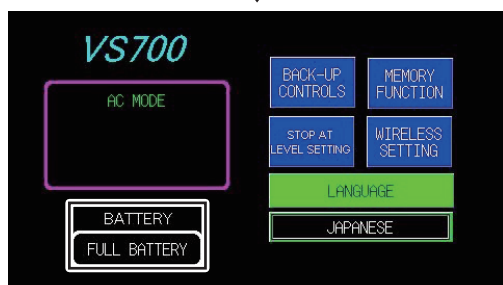 VS700
AC MODE
BATTERY
FULL BATTERY
BACK-UP
CONTROLS
MEMORY
FUNCTION
STOP AT
LEVEL SETTING
WIRELESS
SETTING
LANGUAGE
JAPANESE